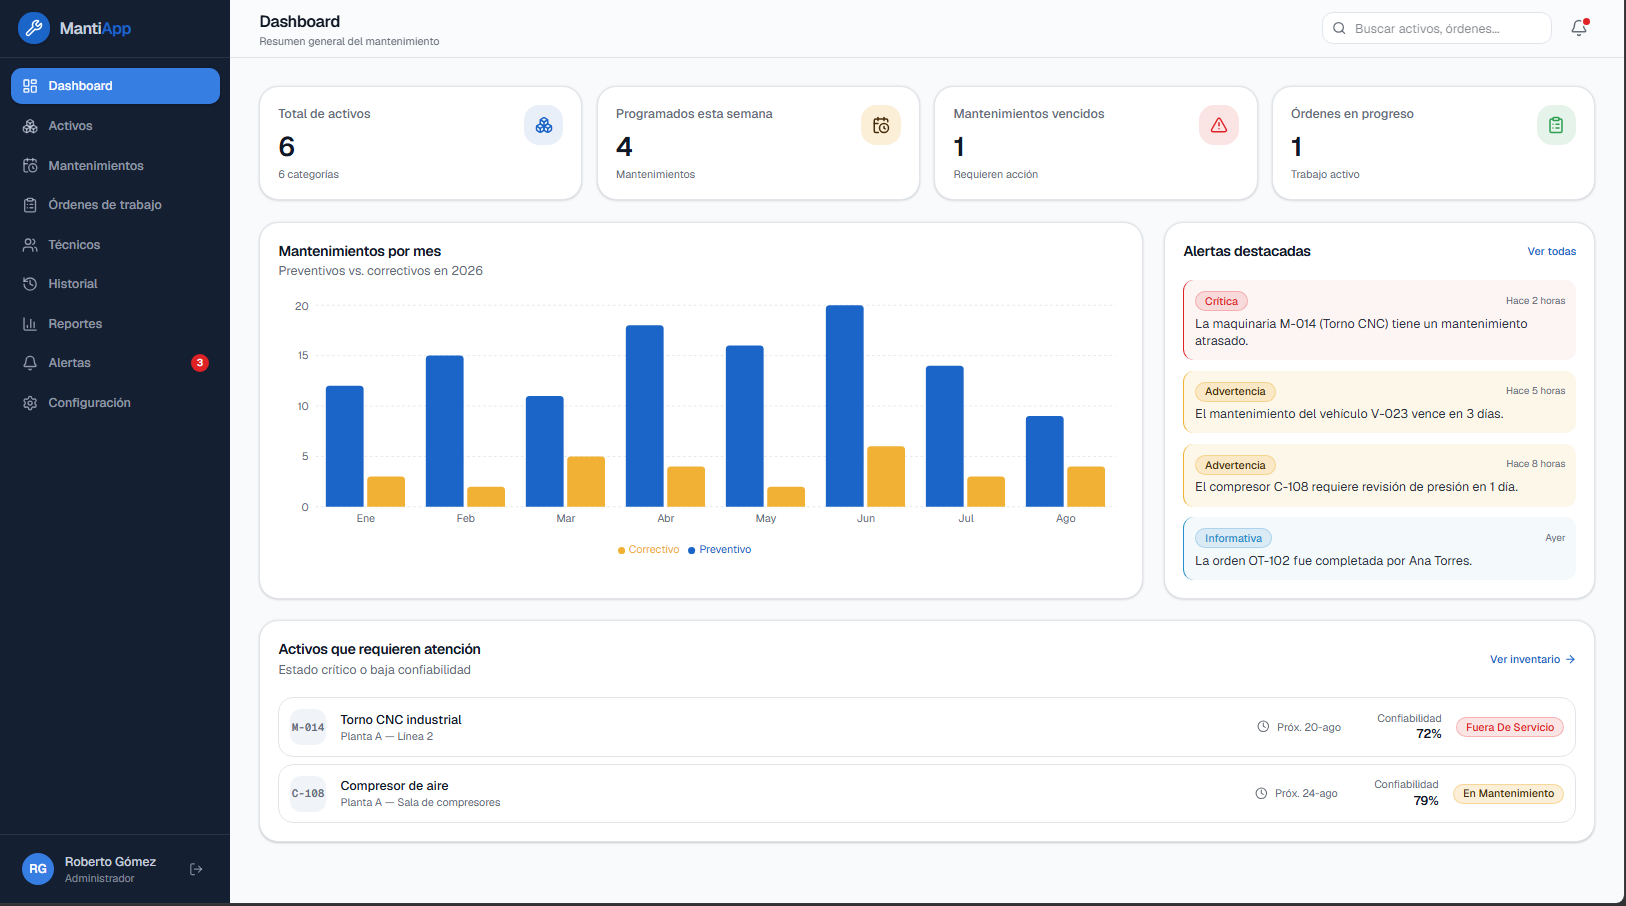 MantiApp
Dashboard
Activos
Mantenimientos
Órdenes de trabajo
Técnicos
Historial
Reportes
Alertas 3
Configuración
RG
Roberto Gómez
Administrador
Dashboard
Resumen general del mantenimiento
Buscar activos, órdenes...
Total de activos
6
6 categorías
Programados esta semana
4
Mantenimientos
Mantenimientos vencidos
1
Requieren acción
Órdenes en progreso
1
Trabajo activo
Mantenimientos por mes
Preventivos vs. correctivos en 2026
20
15
10
5
0
Ene Feb Mar Abr May Jun Jul Ago
Correctivo Preventivo
Alertas destacadas Ver todas
Crítica Hace 2 horas
La maquinaria M-014 (Torno CNC) tiene un mantenimiento
atrasado.
Advertencia Hace 5 horas
El mantenimiento del vehículo V-023 vence en 3 días.
Advertencia Hace 8 horas
El compresor C-108 requiere revisión de presión en 1 día.
Informativa Ayer
La orden OT-102 fue completada por Ana Torres.
Activos que requieren atención
Estado crítico o baja confiabilidad
Ver inventario →
M-014
Torno CNC industrial
Planta A — Línea 2
Próx. 20-ago
Confiabilidad
72%
Fuera De Servicio
C-108
Compresor de aire
Planta A — Sala de compresores
Próx. 24-ago
Confiabilidad
79%
En Mantenimiento